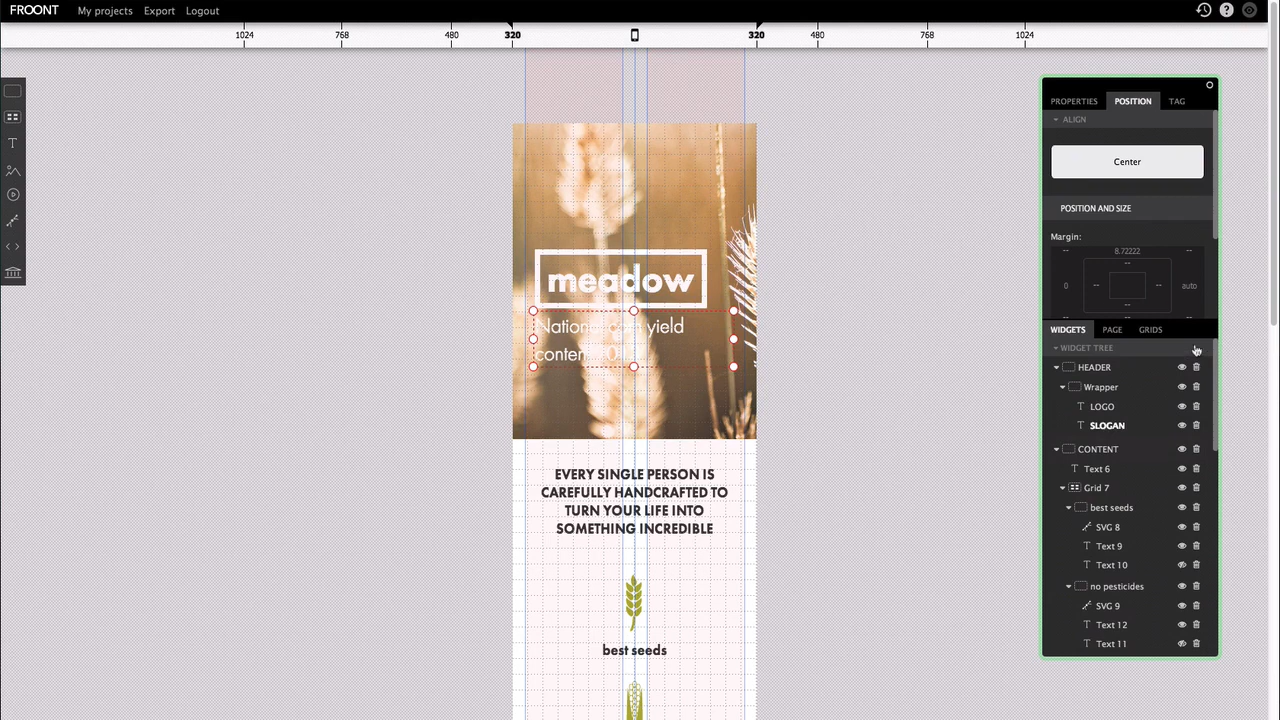 FROONT My projects Export Logout
1024 768 480 320 320 480 768 1024
PROPERTIES POSITION TAG
ALIGN
Center
POSITION AND SIZE
Margin:
-- 8.72222 --
--
0 -- -- auto
--
WIDGETS PAGE GRIDS
WIDGET TREE
HEADER
Wrapper
LOGO
SLOGAN
CONTENT
Text 6
Grid 7
best seeds
SVG 8
Text 9
Text 10
no pesticides
SVG 9
Text 12
Text 11
meadow
yield
EVERY SINGLE PERSON IS
CAREFULLY HANDCRAFTED TO
TURN YOUR LIFE INTO
SOMETHING INCREDIBLE
best seeds